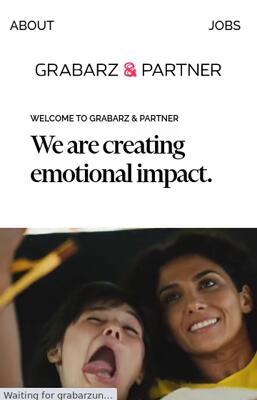 ABOUT
JOBS
GRABARZ & PARTNER
WELCOME TO GRABARZ & PARTNER
We are creating
emotional impact.
Waiting for grabarzun...